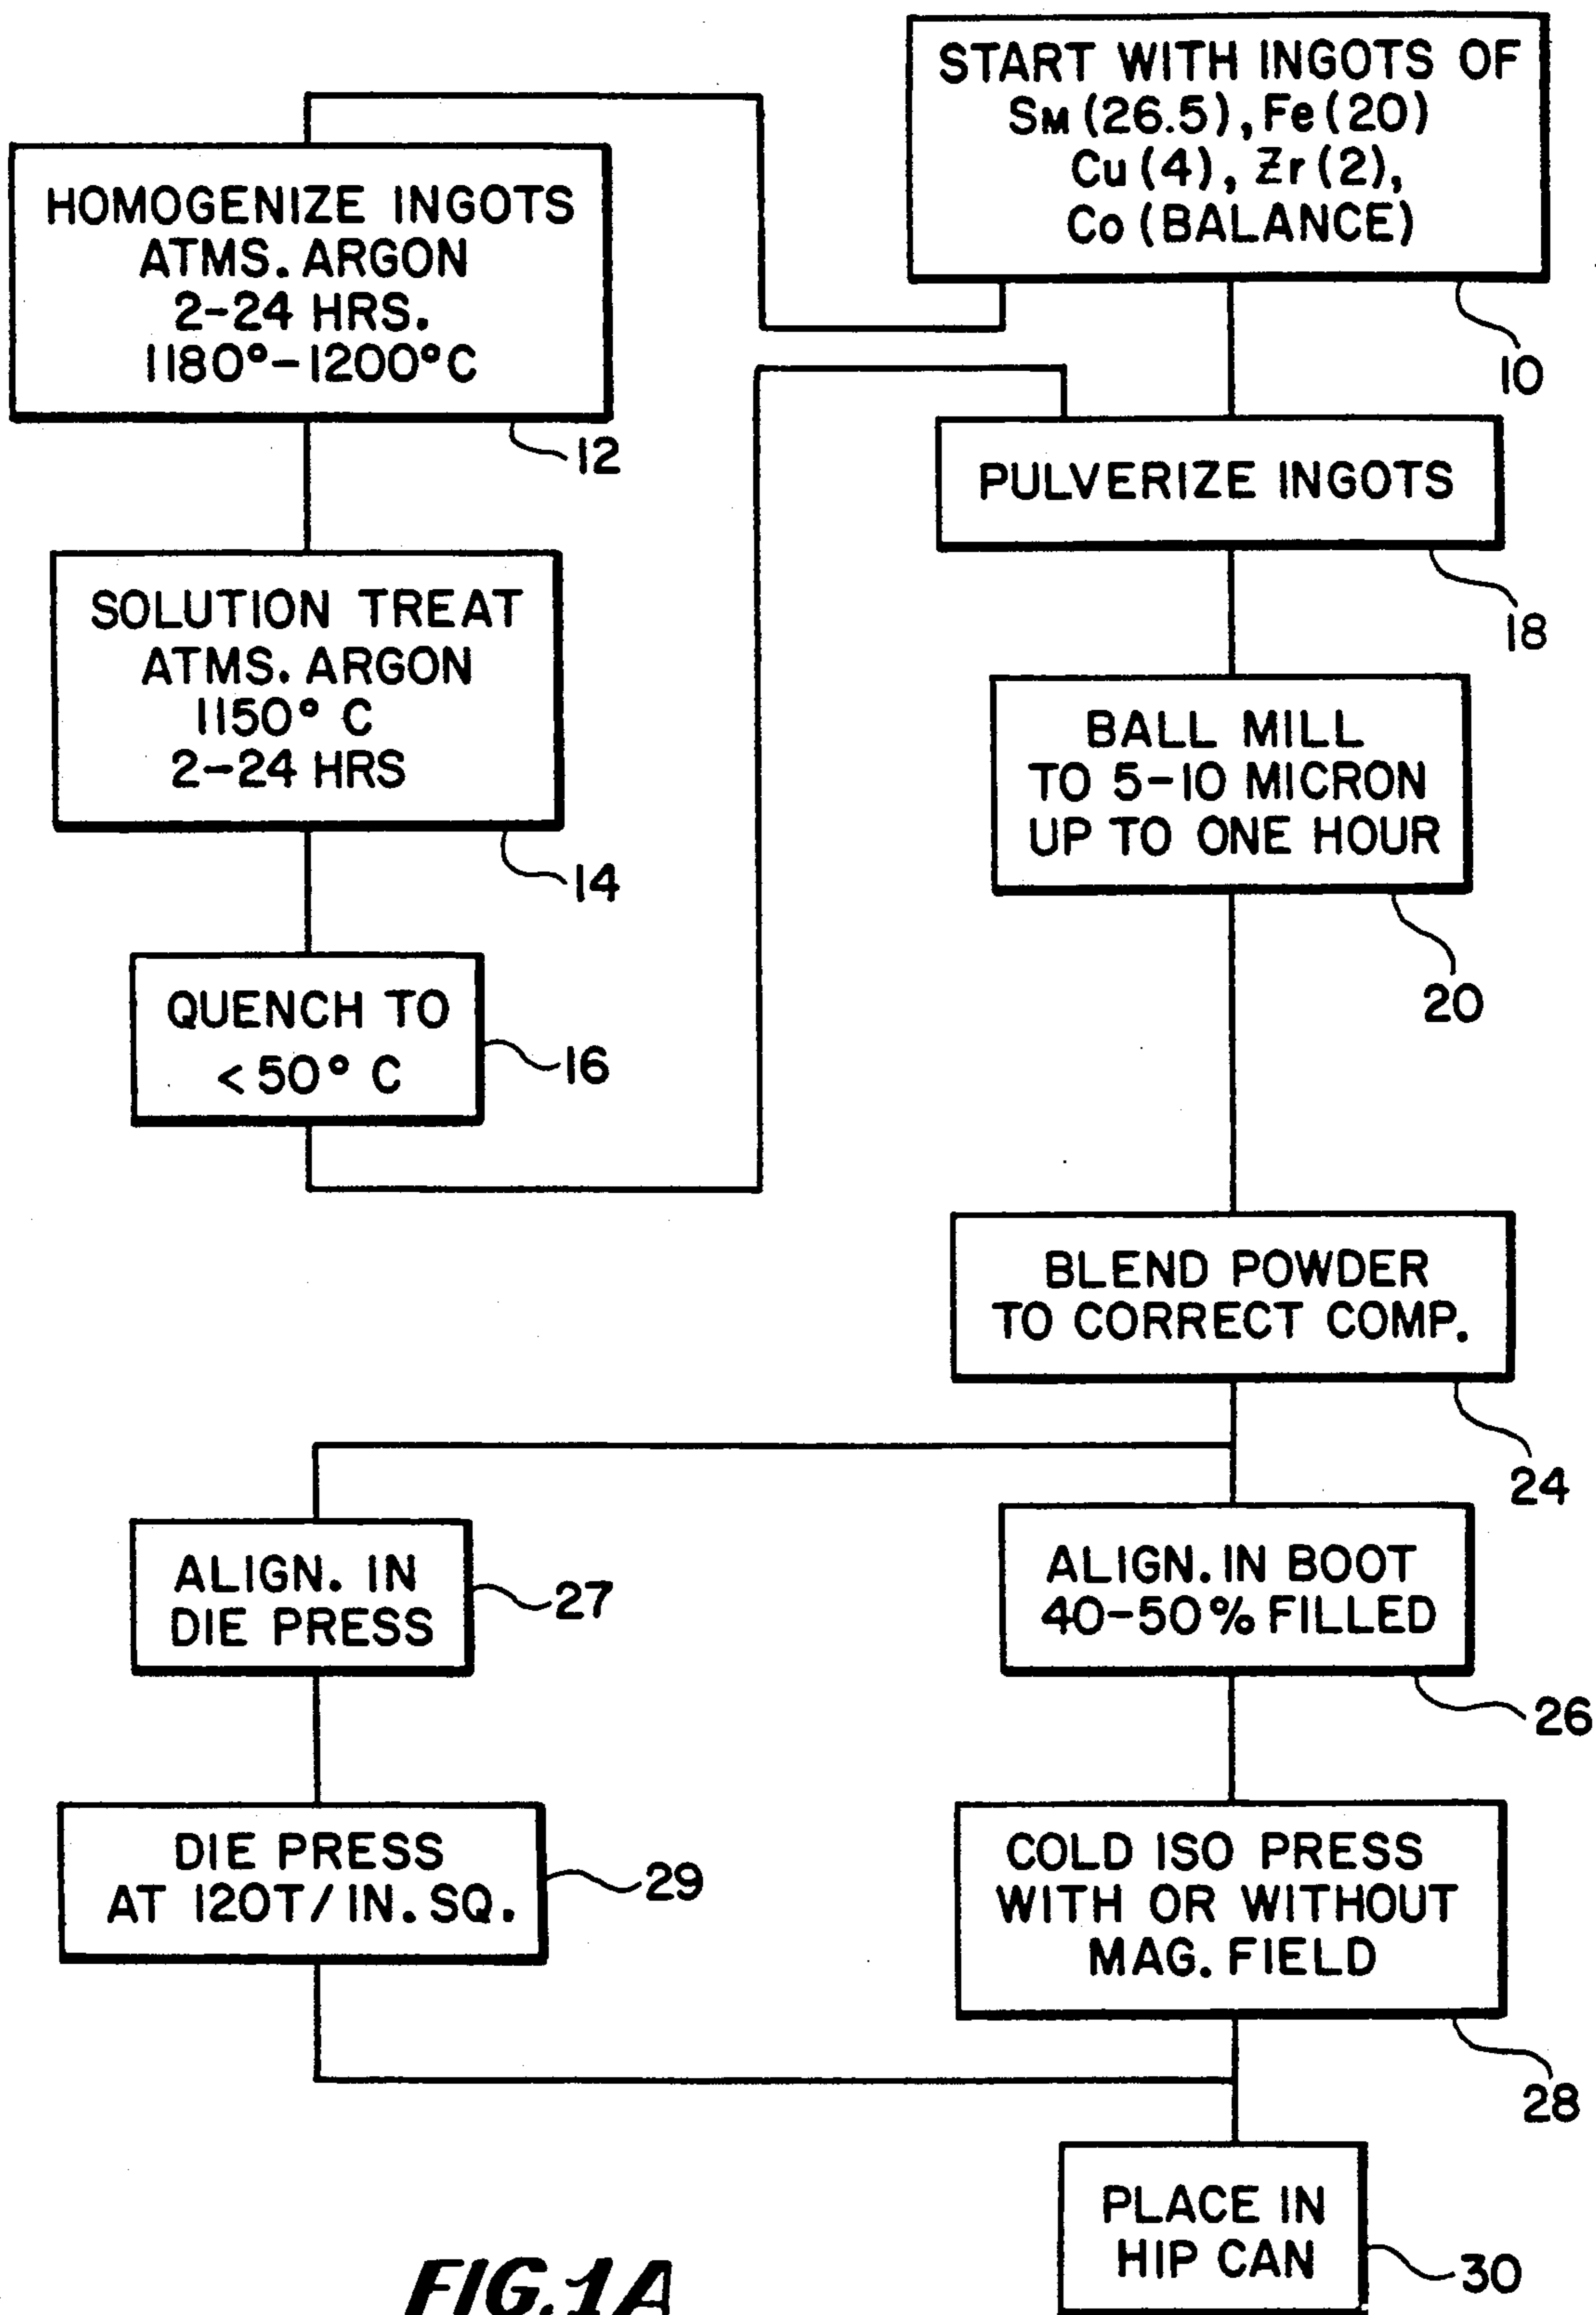 START WITH INGOTS OF
SM (26.5), Fe (20)
Cu (4), Zr (2),
Co (BALANCE)
10
HOMOGENIZE INGOTS
ATMS. ARGON
2-24 HRS.
1180°-1200°C
12
SOLUTION TREAT
ATMS. ARGON
1150° C
2-24 HRS
14
QUENCH TO
<50° C
16
PULVERIZE INGOTS
18
BALL MILL
TO 5-10 MICRON
UP TO ONE HOUR
20
BLEND POWDER
TO CORRECT COMP.
24
ALIGN. IN
DIE PRESS
27
DIE PRESS
AT 120T/IN. SQ.
29
ALIGN. IN BOOT
40-50% FILLED
26
COLD ISO PRESS
WITH OR WITHOUT
MAG. FIELD
28
PLACE IN
HIP CAN
30
FIG. 1A